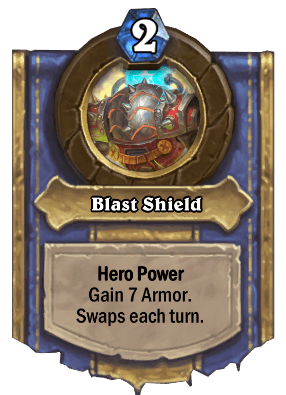 2
Blast Shield
Hero Power
Gain 7 Armor.
Swaps each turn.